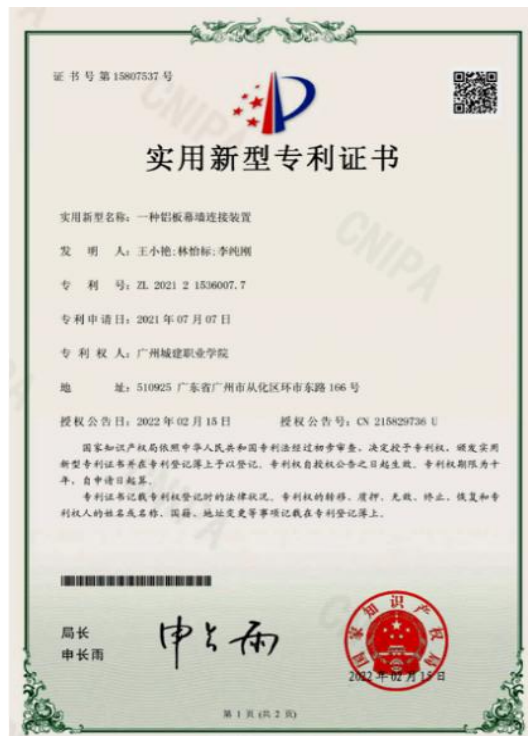 证书号第15807537号
实用新型专利证书
实用新型名称：一种铝板幕墙连接装置
发明人：王小艳;林怡标;李纯刚
专利号：ZL 2021 2 1536007.7
专利申请日：2021年07月07日
专利权人：广州城建职业学院
地址：510925 广东省广州市从化区环市东路166号
授权公告日：2022年02月15日 授权公告号：CN 215829736 U
国家知识产权局依照中华人民共和国专利法经过初步审查，决定授予专利权，颁发实用
新型专利证书并在专利登记簿上予以登记。专利权自授权公告之日起生效。专利权期限为十
年，自申请日起算。
专利证书记载专利权登记时的法律状况。专利权的转移、质押、无效、终止、恢复和专
利权人的姓名或名称、国籍、地址变更等事项记载在专利登记簿上。
局长
申长雨
申长雨
国家知识产权局
2022年02月15日
第1页(共2页)
CNIPA
CNIPA